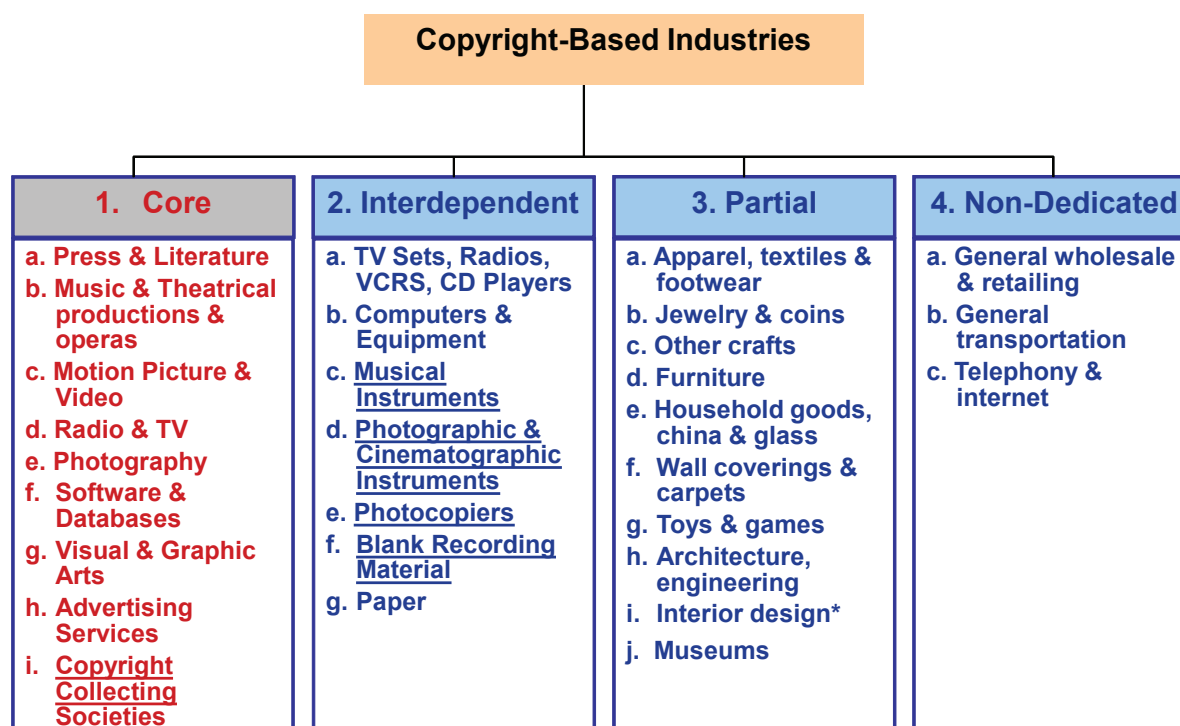 Copyright-Based Industries
1. Core
a. Press & Literature
b. Music & Theatrical
productions &
operas
c. Motion Picture &
Video
d. Radio & TV
e. Photography
f. Software &
Databases
g. Visual & Graphic
Arts
h. Advertising
Services
i. Copyright
Collecting
Societies
2. Interdependent
a. TV Sets, Radios,
VCRS, CD Players
b. Computers &
Equipment
c. Musical
Instruments
d. Photographic &
Cinematographic
Instruments
e. Photocopiers
f. Blank Recording
Material
g. Paper
3. Partial
a. Apparel, textiles &
footwear
b. Jewelry & coins
c. Other crafts
d. Furniture
e. Household goods,
china & glass
f. Wall coverings &
carpets
g. Toys & games
h. Architecture,
engineering
i. Interior design*
j. Museums
4. Non-Dedicated
a. General wholesale
& retailing
b. General
transportation
c. Telephony &
internet